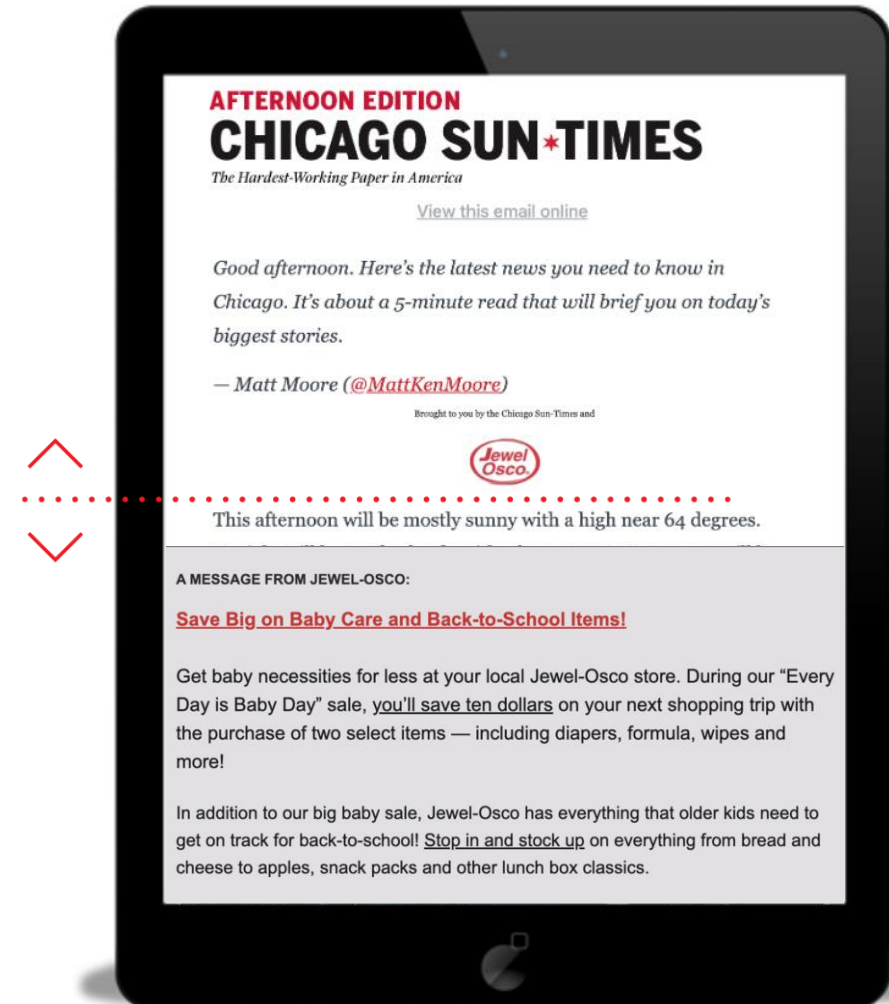 AFTERNOON EDITION
CHICAGO SUN★TIMES
The Hardest-Working Paper in America
View this email online
Good afternoon. Here’s the latest news you need to know in
Chicago. It’s about a 5-minute read that will brief you on today’s
biggest stories.
— Matt Moore (@MattKenMoore)
Brought to you by the Chicago Sun-Times and
Jewel
Osco.
This afternoon will be mostly sunny with a high near 64 degrees.
A MESSAGE FROM JEWEL-OSCO:
Save Big on Baby Care and Back-to-School Items!
Get baby necessities for less at your local Jewel-Osco store. During our “Every
Day is Baby Day” sale, you’ll save ten dollars on your next shopping trip with
the purchase of two select items — including diapers, formula, wipes and
more!
In addition to our big baby sale, Jewel-Osco has everything that older kids need to
get on track for back-to-school! Stop in and stock up on everything from bread and
cheese to apples, snack packs and other lunch box classics.